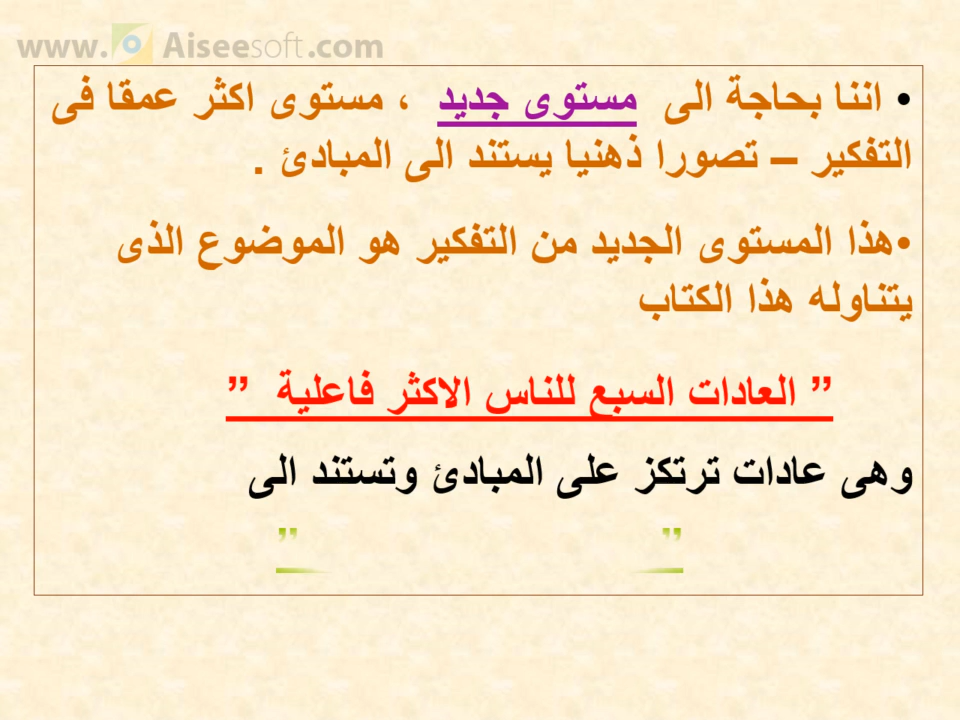 www.Aiseesoft.com
• اننا بحاجة الى مستوى جديد ، مستوى اكثر عمقا فى
التفكير – تصورا ذهنيا يستند الى المبادئ .
•هذا المستوى الجديد من التفكير هو الموضوع الذى
يتناوله هذا الكتاب
” العادات السبع للناس الاكثر فاعلية ”
وهى عادات ترتكز على المبادئ وتستند الى
” ”